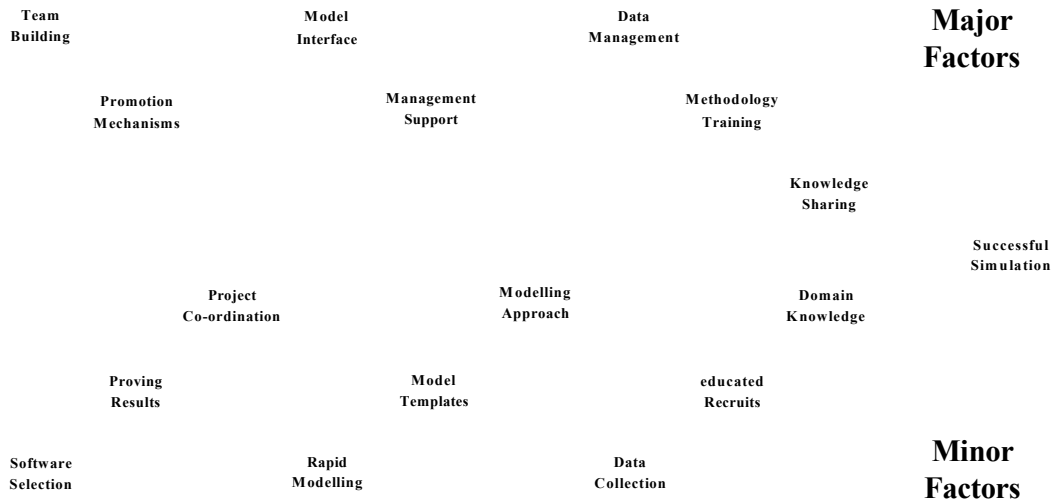 Team
Building
Model
Interface
Data
Management
Major
Factors
Promotion
Mechanisms
Management
Support
Methodology
Training
Knowledge
Sharing
Successful
Simulation
Project
Co-ordination
Modelling
Approach
Domain
Knowledge
Proving
Results
Model
Templates
educated
Recruits
Software
Selection
Rapid
Modelling
Data
Collection
Minor
Factors